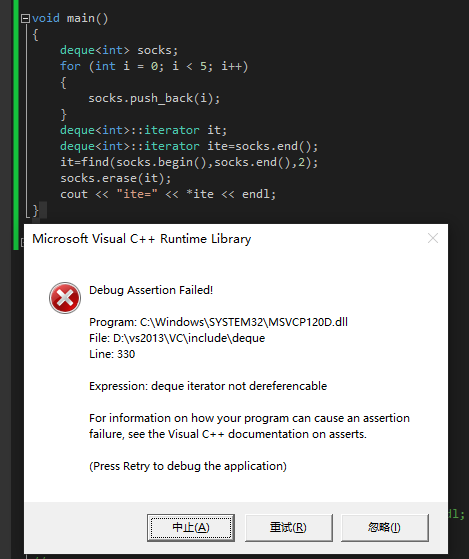 void main()
{
deque<int> socks;
for (int i = 0; i < 5; i++)
{
socks.push_back(i);
}
deque<int>::iterator it;
deque<int>::iterator ite=socks.end();
it=find(socks.begin(),socks.end(),2);
socks.erase(it);
cout << "ite=" << *ite << endl;
}
Microsoft Visual C++ Runtime Library
Debug Assertion Failed!
Program: C:\Windows\SYSTEM32\MSVCP120D.dll
File: D:\vs2013\VC\include\deque
Line: 330
Expression: deque iterator not dereferencable
For information on how your program can cause an assertion
failure, see the Visual C++ documentation on asserts.
(Press Retry to debug the application)
dl;
中止(A) 重试(R) 忽略(I)